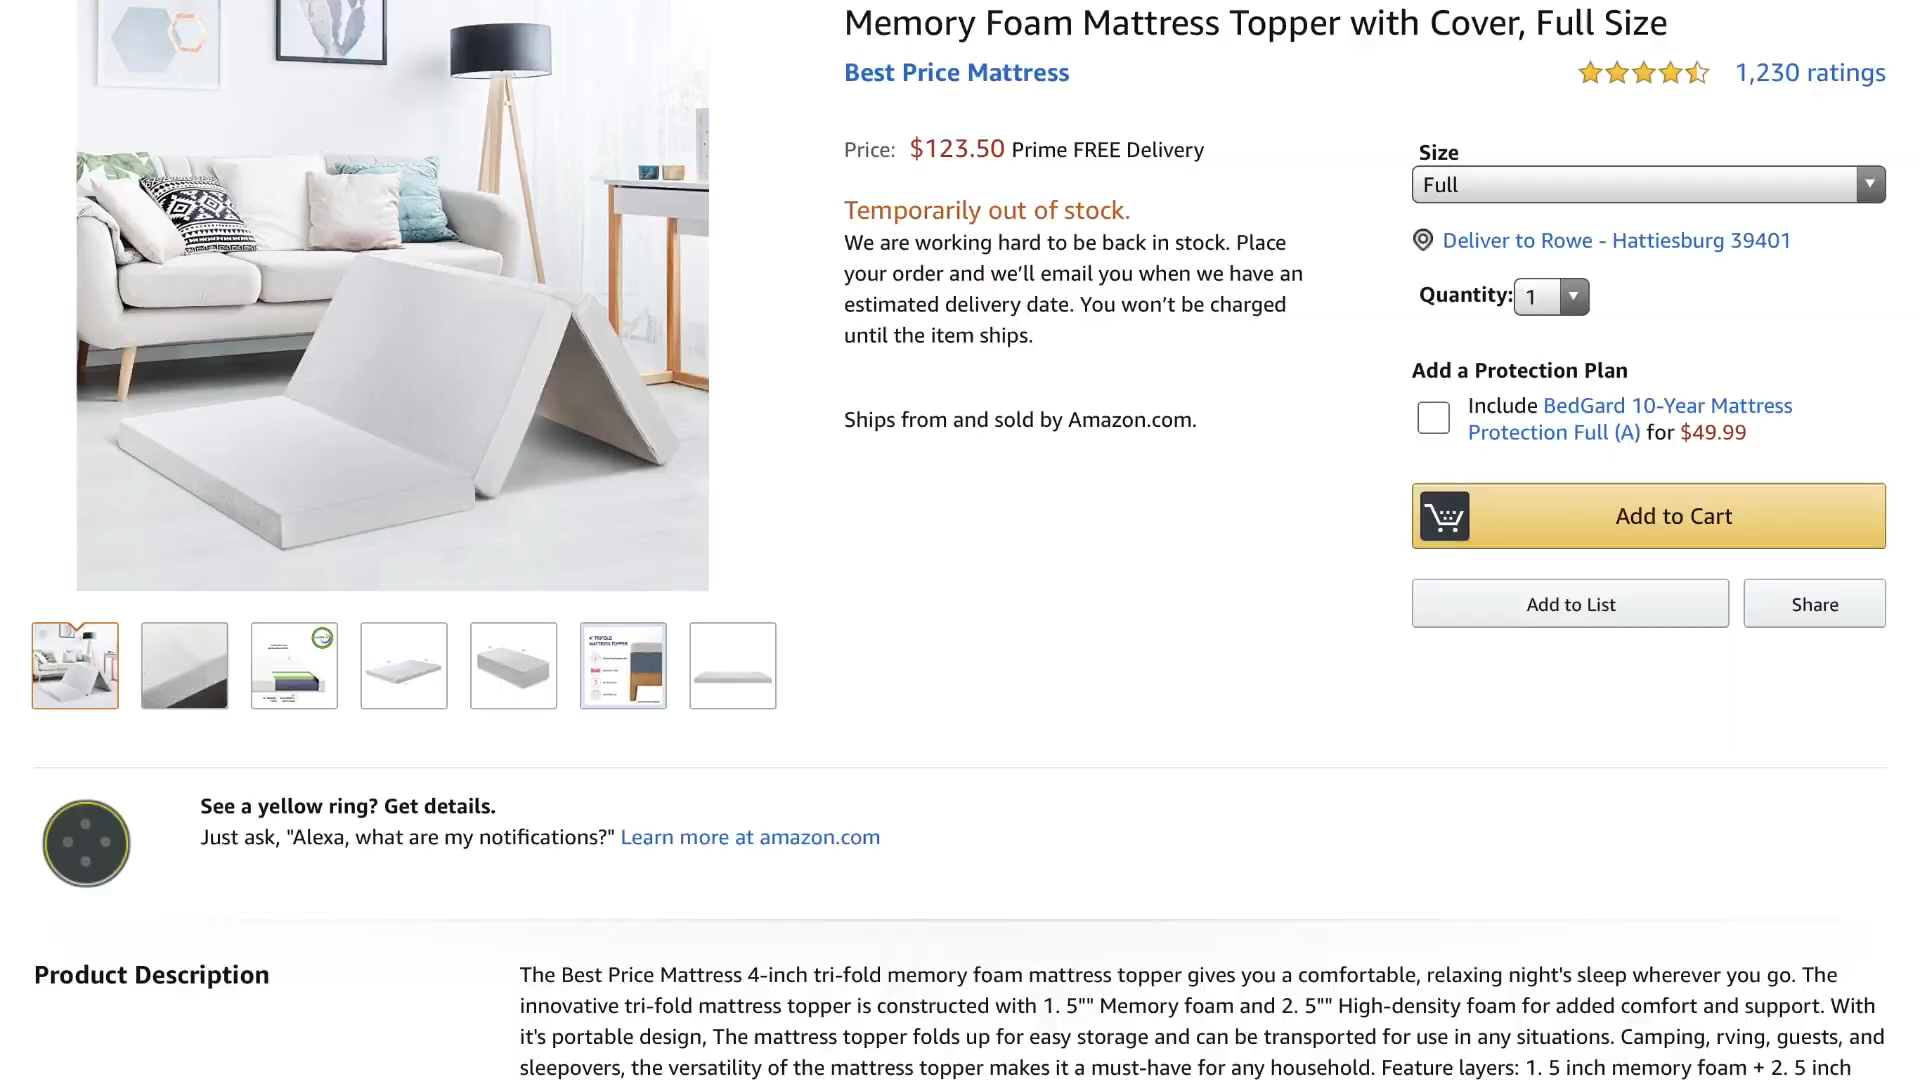 Memory Foam Mattress Topper with Cover, Full Size
Best Price Mattress
1,230 ratings
Price: $123.50 Prime FREE Delivery
Temporarily out of stock.
We are working hard to be back in stock. Place
your order and we’ll email you when we have an
estimated delivery date. You won’t be charged
until the item ships.
Ships from and sold by Amazon.com.
Size
Full
Deliver to Rowe - Hattiesburg 39401
Quantity: 1
Add a Protection Plan
Include BedGard 10-Year Mattress
Protection Full (A) for $49.99
Add to Cart
Add to List
Share
4" TRIFOLD
MATTRESS TOPPER
See a yellow ring? Get details.
Just ask, "Alexa, what are my notifications?" Learn more at amazon.com
Product Description
The Best Price Mattress 4-inch tri-fold memory foam mattress topper gives you a comfortable, relaxing night's sleep wherever you go. The
innovative tri-fold mattress topper is constructed with 1. 5"" Memory foam and 2. 5"" High-density foam for added comfort and support. With
it's portable design, The mattress topper folds up for easy storage and can be transported for use in any situations. Camping, rving, guests, and
sleepovers, the versatility of the mattress topper makes it a must-have for any household. Feature layers: 1. 5 inch memory foam + 2. 5 inch